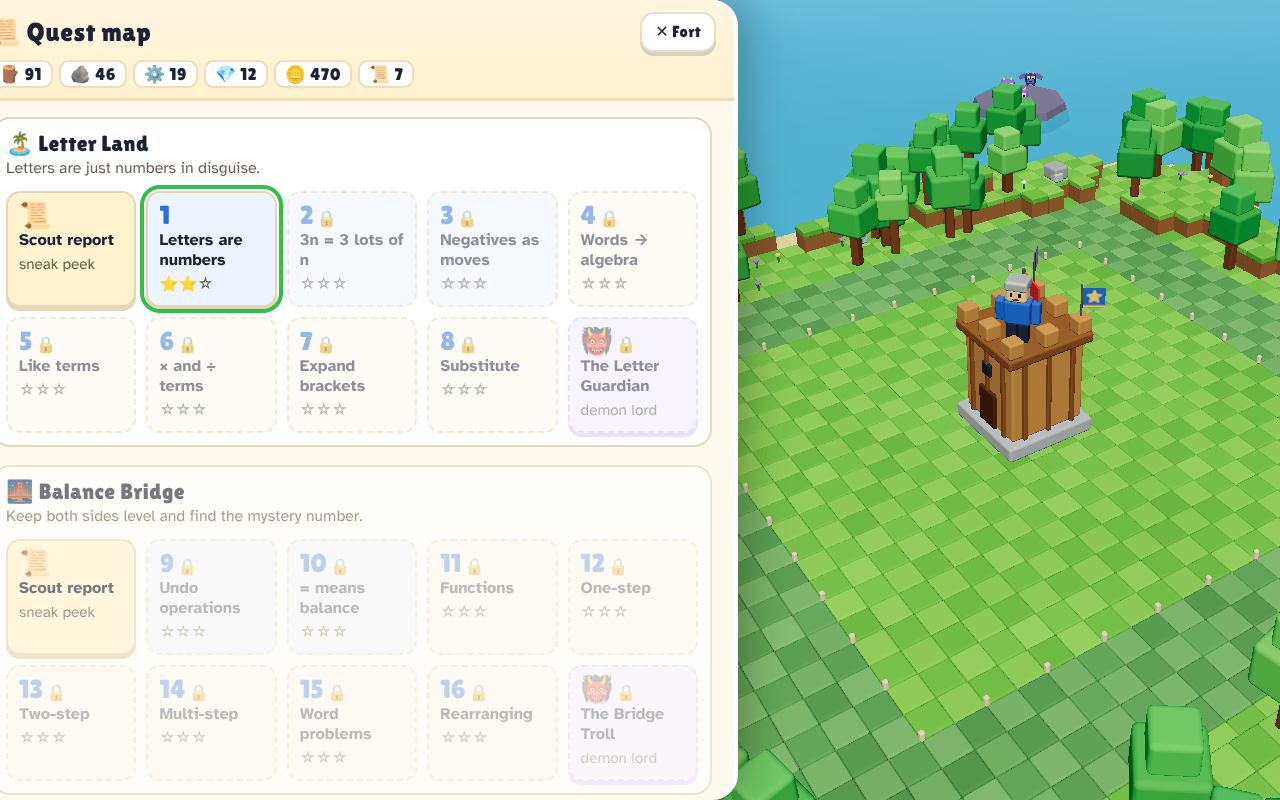 Quest map
× Fort
91 46 19 12 470 7
Letter Land
Letters are just numbers in disguise.
Scout report
sneak peek
1
Letters are
numbers
2
3n = 3 lots of
n
3
Negatives as
moves
4
Words →
algebra
5
Like terms
6
× and ÷
terms
7
Expand
brackets
8
Substitute
The Letter
Guardian
demon lord
Balance Bridge
Keep both sides level and find the mystery number.
Scout report
sneak peek
9
Undo
operations
10
= means
balance
11
Functions
12
One-step
13
Two-step
14
Multi-step
15
Word
problems
16
Rearranging
The Bridge
Troll
demon lord